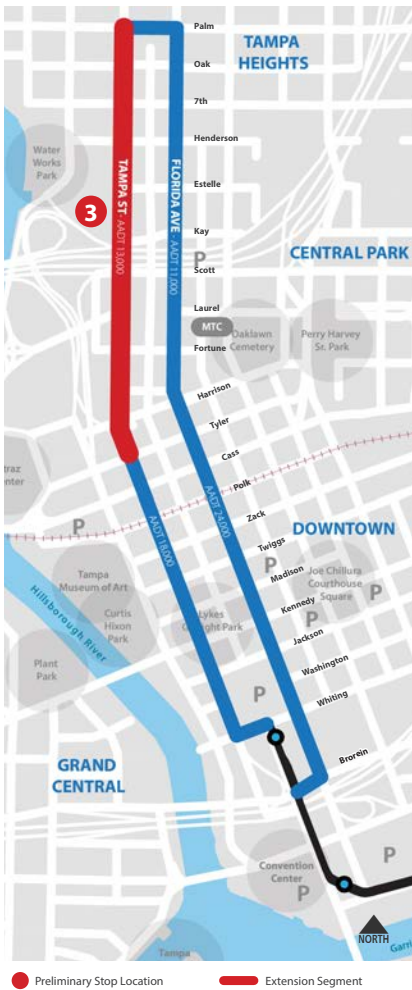 Palm
TAMPA
HEIGHTS
Oak
7th
Henderson
Water
Works
Park
Estelle
3
TAMPA ST - AADT 13,000
FLORIDA AVE - AADT 11,000
Kay
P
CENTRAL PARK
Scott
Laurel
MTC
Fortune
Oaklawn
Cemetery
Perry Harvey
Sr. Park
Harrison
Tyler
Cass
Polk
Zack
Twiggs
Madison
Kennedy
Jackson
Washington
Whiting
Brorein
AADT 18,000
AADT 24,000
P
DOWNTOWN
P
Joe Chillura
Courthouse
Square
P
P
Tampa
Museum of Art
Curtis
Hixon
Park
Hillsborough River
Plant
Park
P
GRAND
CENTRAL
Convention
Center
P
P
NORTH
Tampa
Preliminary Stop Location
Extension Segment